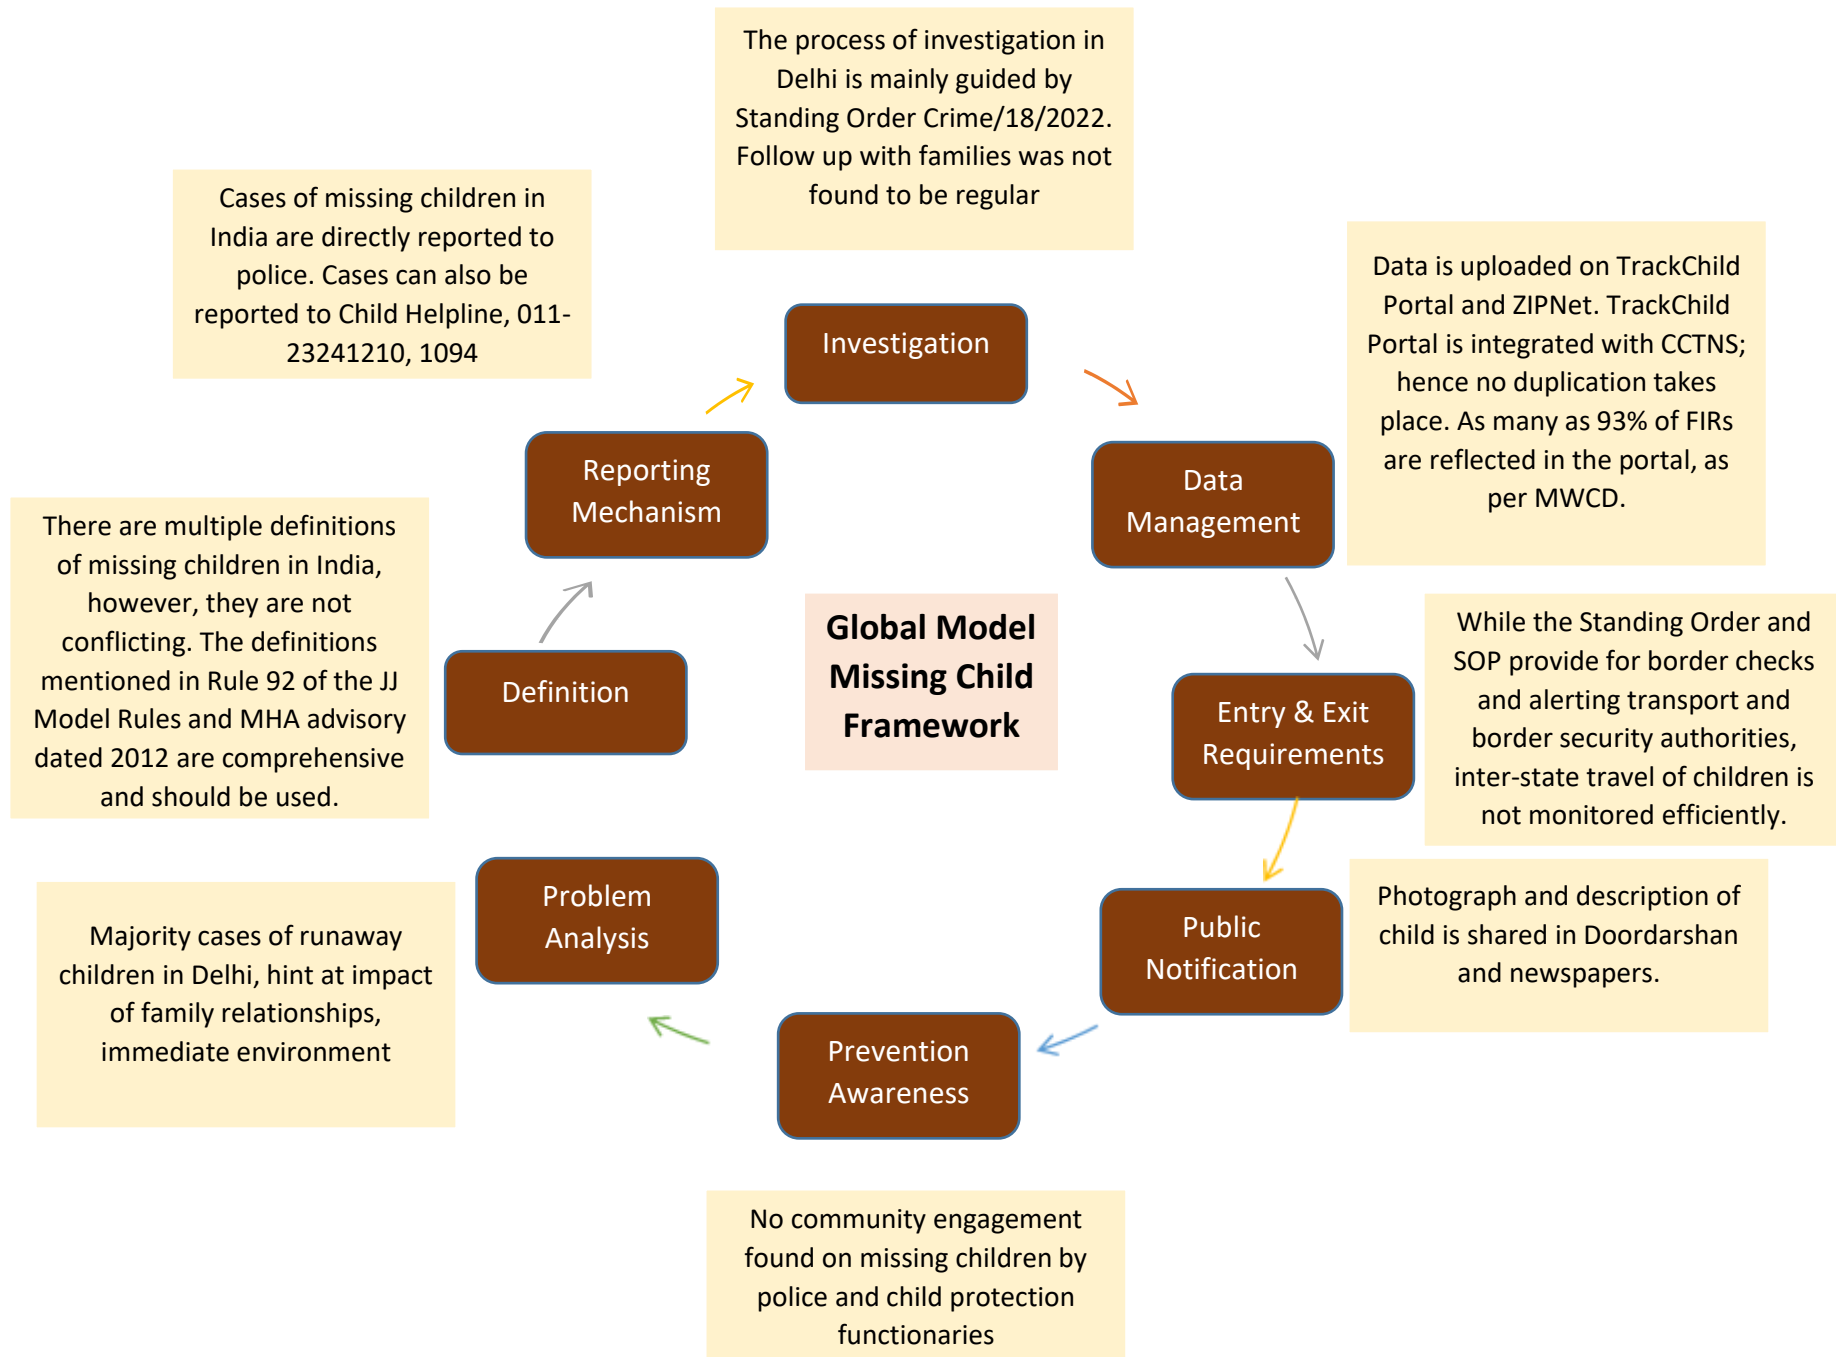 The process of investigation in
Delhi is mainly guided by
Standing Order Crime/18/2022.
Follow up with families was not
found to be regular
Cases of missing children in
India are directly reported to
police. Cases can also be
reported to Child Helpline, 011-
23241210, 1094
Data is uploaded on TrackChild
Portal and ZIPNet. TrackChild
Portal is integrated with CCTNS;
hence no duplication takes
place. As many as 93% of FIRs
are reflected in the portal, as
per MWCD.
Investigation
Reporting
Mechanism
Data
Management
There are multiple definitions
of missing children in India,
however, they are not
conflicting. The definitions
mentioned in Rule 92 of the JJ
Model Rules and MHA advisory
dated 2012 are comprehensive
and should be used.
Definition
Global Model
Missing Child
Framework
Entry & Exit
Requirements
While the Standing Order and
SOP provide for border checks
and alerting transport and
border security authorities,
inter-state travel of children is
not monitored efficiently.
Problem
Analysis
Majority cases of runaway
children in Delhi, hint at impact
of family relationships,
immediate environment
Public
Notification
Photograph and description of
child is shared in Doordarshan
and newspapers.
Prevention
Awareness
No community engagement
found on missing children by
police and child protection
functionaries